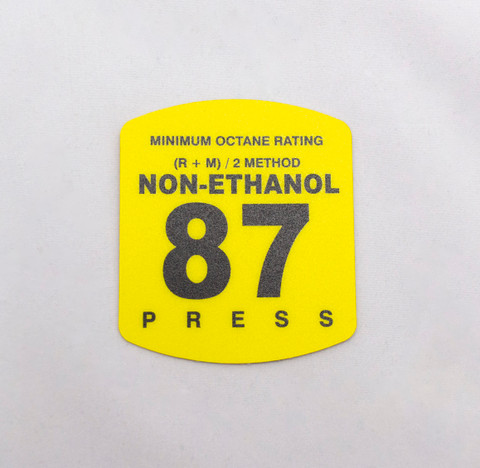 MINIMUM OCTANE RATING
(R + M) / 2 METHOD
NON-ETHANOL
87
PRESS